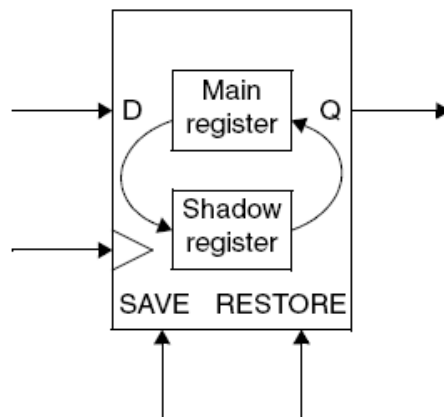 D
Main
register
Q
Shadow
register
SAVE RESTORE